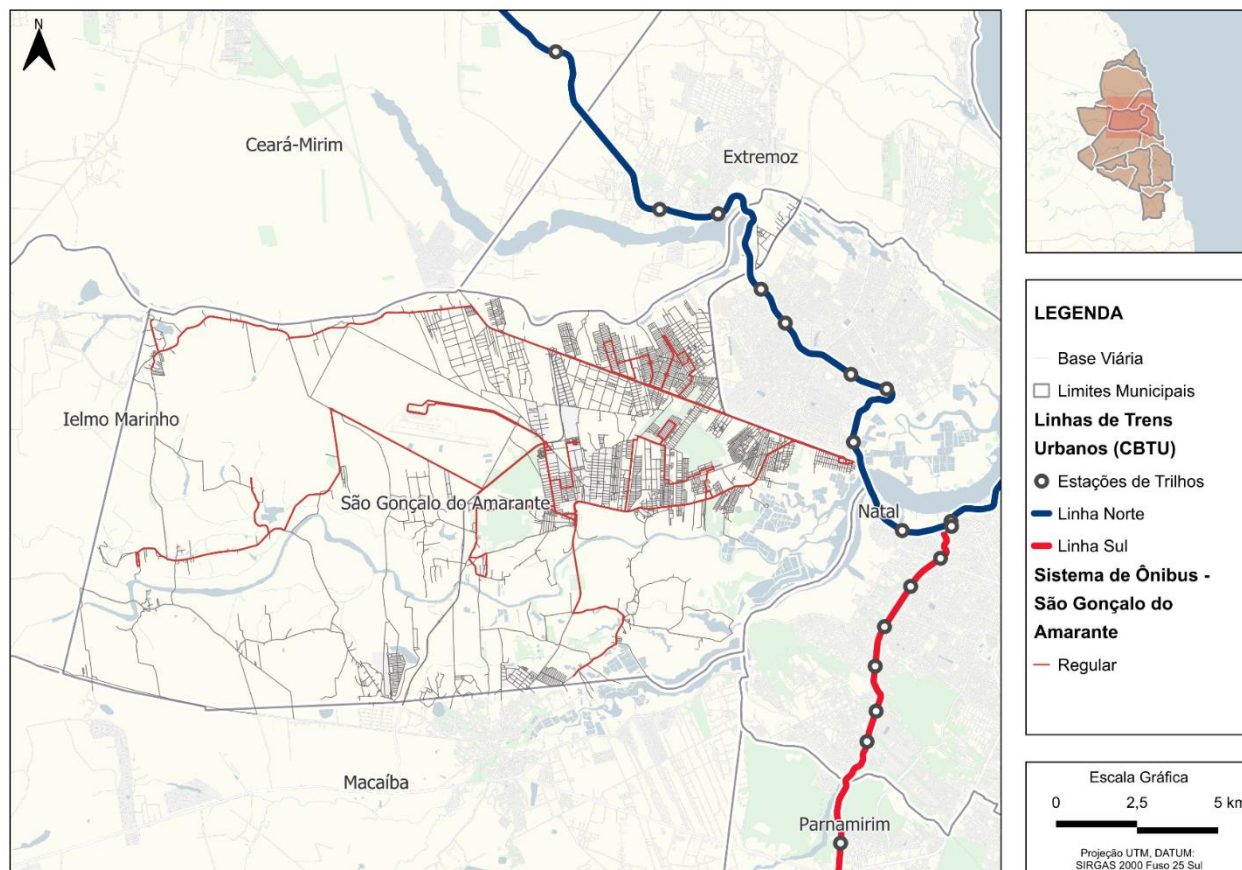 N
Ceará-Mirim
Extremoz
Ielmo Marinho
São Gonçalo do Amarante
Natal
Macaíba
Parnamirim
LEGENDA
Base Viária
Limites Municipais
Linhas de Trens
Urbanos (CBTU)
Estações de Trilhos
Linha Norte
Linha Sul
Sistema de Ônibus -
São Gonçalo do
Amarante
Regular
Escala Gráfica
0 2,5 5 km
Projeção UTM, DATUM:
SIRGAS 2000 Fuso 25 Sul